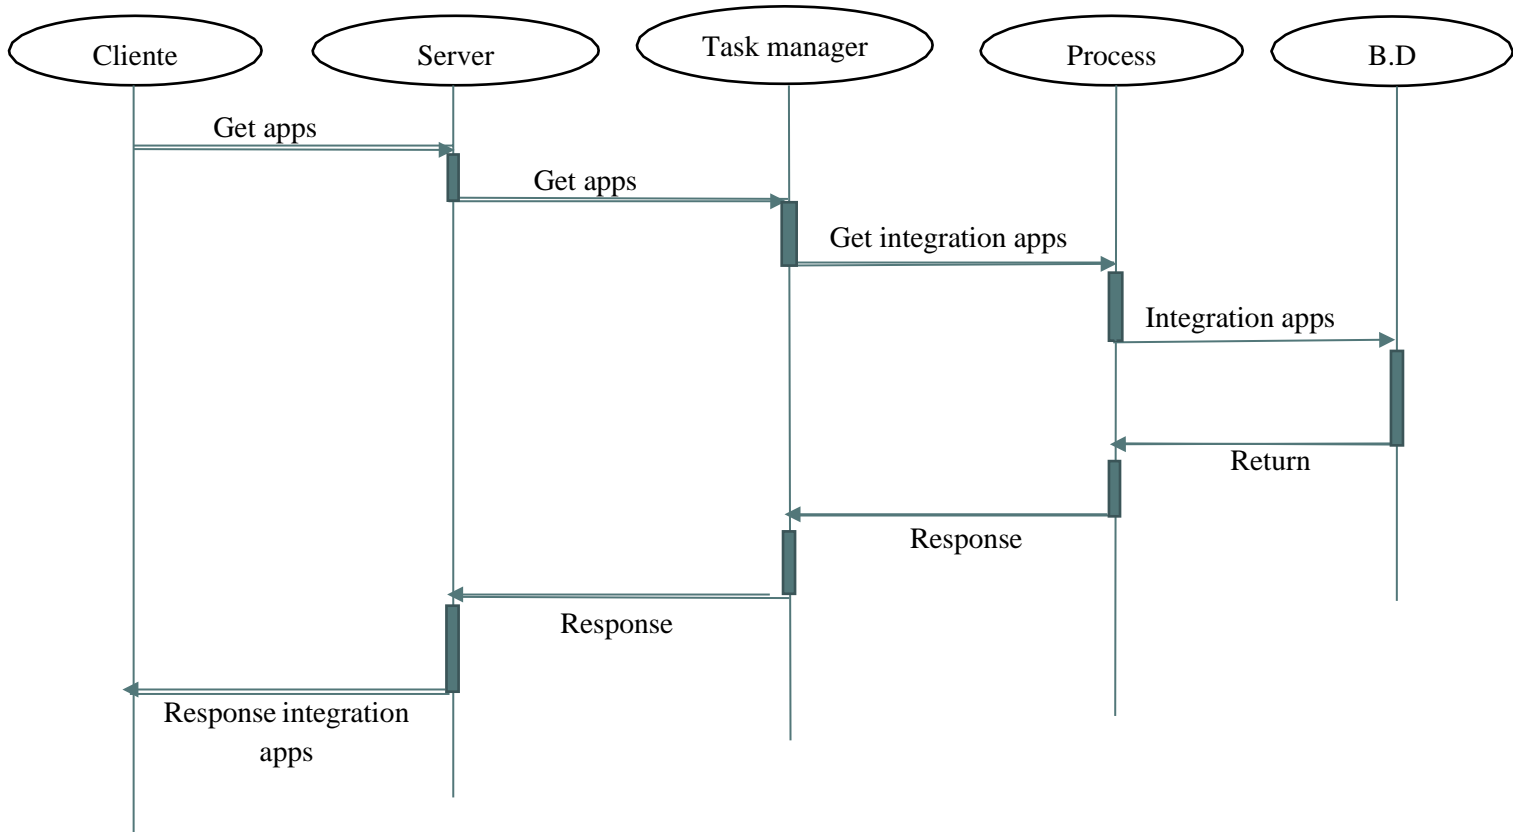 Cliente
Server
Task manager
Process
B.D
Get apps
Get apps
Get integration apps
Integration apps
Return
Response
Response
Response integration
apps